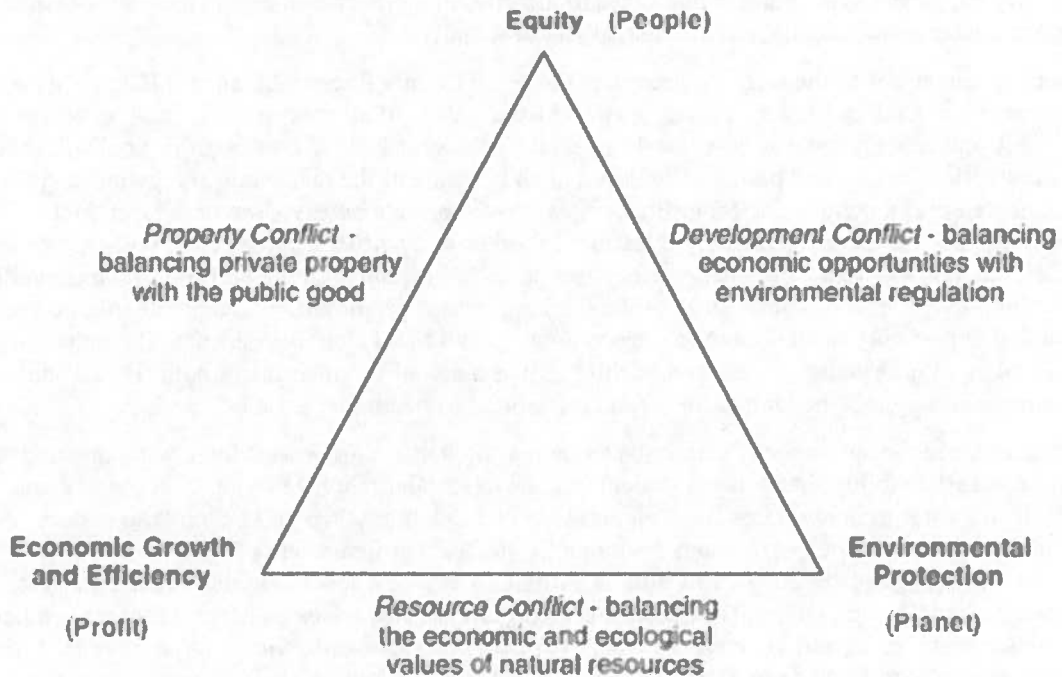 Equity (People)
Property Conflict -
balancing private property
with the public good
Development Conflict - balancing
economic opportunities with
environmental regulation
Economic Growth
and Efficiency
(Profit)
Environmental
Protection
(Planet)
Resource Conflict - balancing
the economic and ecological
values of natural resources